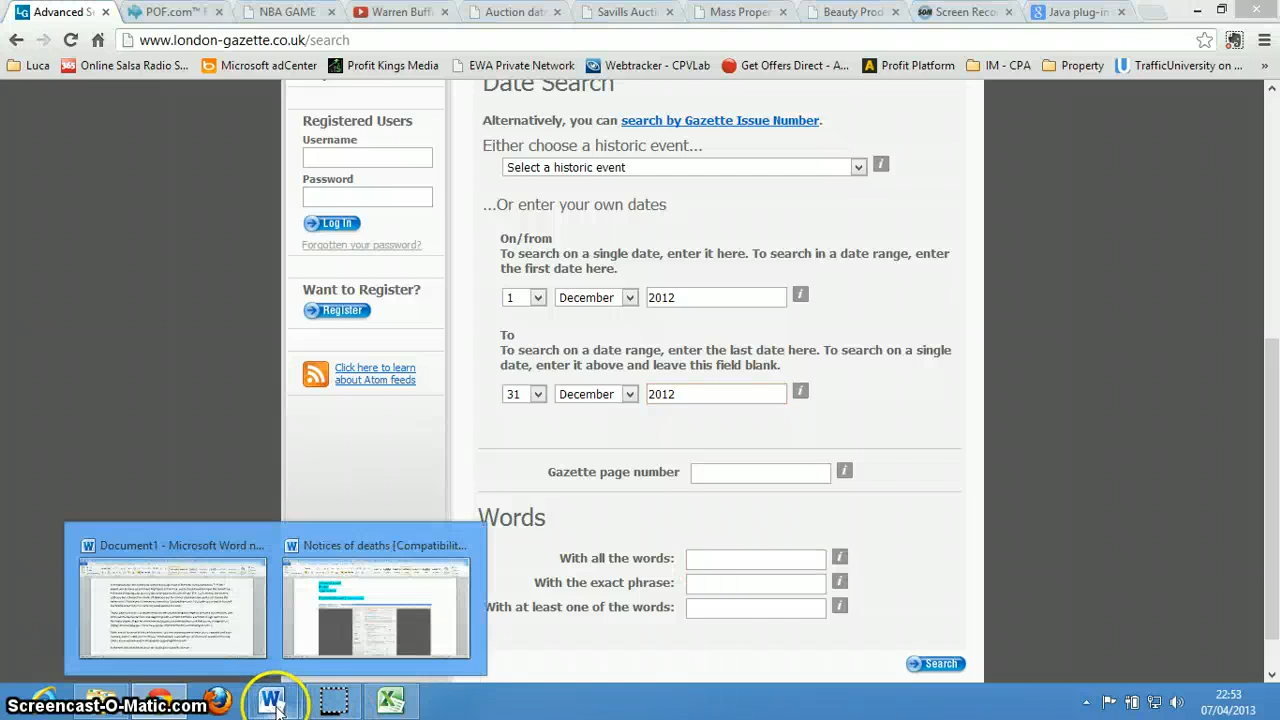 Advanced Se
POF.com™ F
NBA GAME
Warren Buffi
Auction dat
Savills Aucti
Mass Proper
Beauty Prod
Screen Reco
Java plug-in
www.london-gazette.co.uk/search
Luca
Online Salsa Radio S...
Microsoft adCenter
Profit Kings Media
EWA Private Network
Webtracker - CPVLab
Get Offers Direct - A...
Profit Platform
IM - CPA
Property
TrafficUniversity on ...
»
Registered Users
Username
Password
Log In
Forgotten your password?
Want to Register?
Register
Click here to learn
about Atom feeds
Date Search
Alternatively, you can search by Gazette Issue Number.
Either choose a historic event...
Select a historic event
...Or enter your own dates
On/from
To search on a single date, enter it here. To search in a date range, enter
the first date here.
1 December 2012
To
To search on a date range, enter the last date here. To search on a single
date, enter it above and leave this field blank.
31 December 2012
Gazette page number
Words
With all the words:
With the exact phrase:
With at least one of the words:
Search
Document1 - Microsoft Word n...
Notices of deaths [Compatibilit...
Screencast-O-Matic.com
22:53
07/04/2013